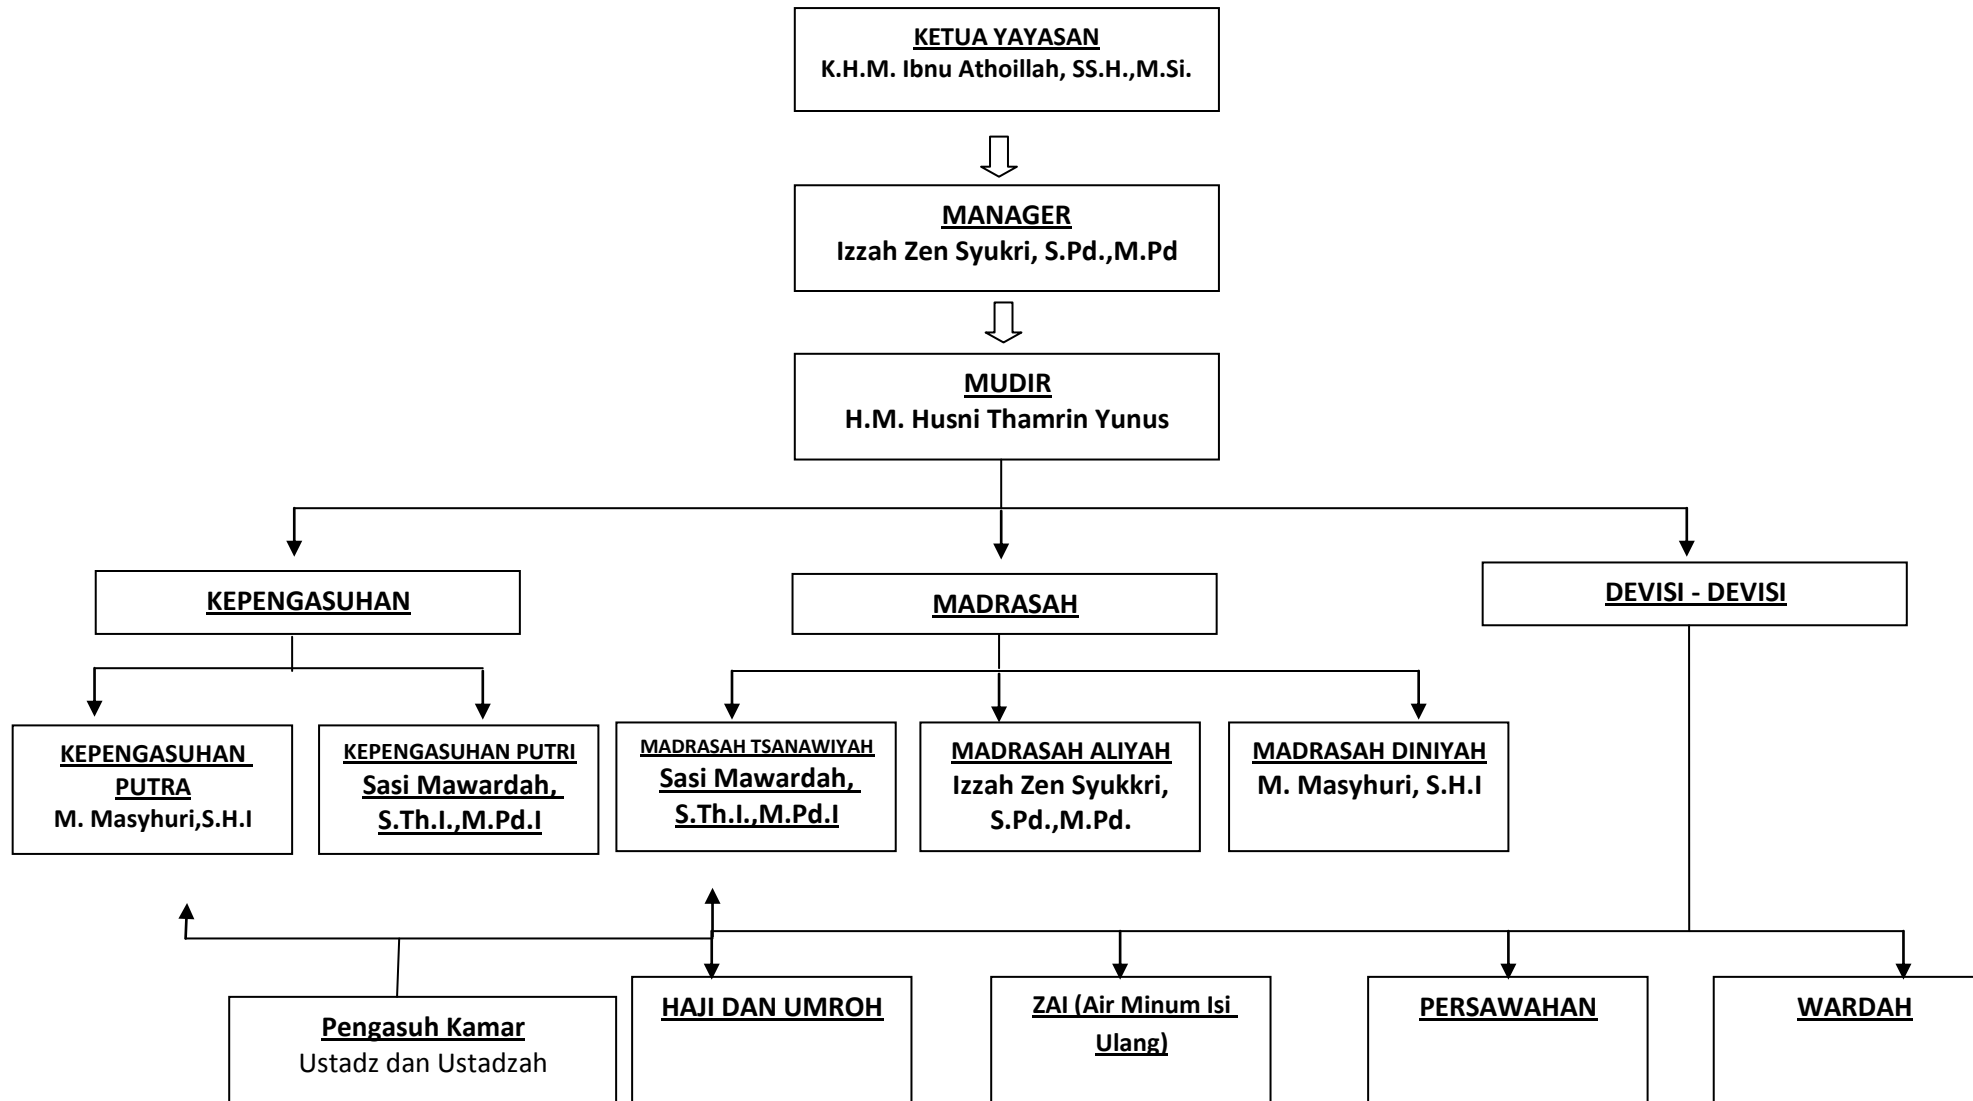 KETUA YAYASAN
K.H.M. Ibnu Athoillah, SS.H.,M.Si.
MANAGER
Izzah Zen Syukri, S.Pd.,M.Pd
MUDIR
H.M. Husni Thamrin Yunus
KEPENGASUHAN
MADRASAH
DEVISI - DEVISI
KEPENGASUHAN
PUTRA
M. Masyhuri,S.H.I
KEPENGASUHAN PUTRI
Sasi Mawardah,
S.Th.I.,M.Pd.I
MADRASAH TSANAWIYAH
Sasi Mawardah,
S.Th.I.,M.Pd.I
MADRASAH ALIYAH
Izzah Zen Syukkri,
S.Pd.,M.Pd.
MADRASAH DINIYAH
M. Masyhuri, S.H.I
Pengasuh Kamar
Ustadz dan Ustadzah
HAJI DAN UMROH
ZAI (Air Minum Isi
Ulang)
PERSAWAHAN
WARDAH